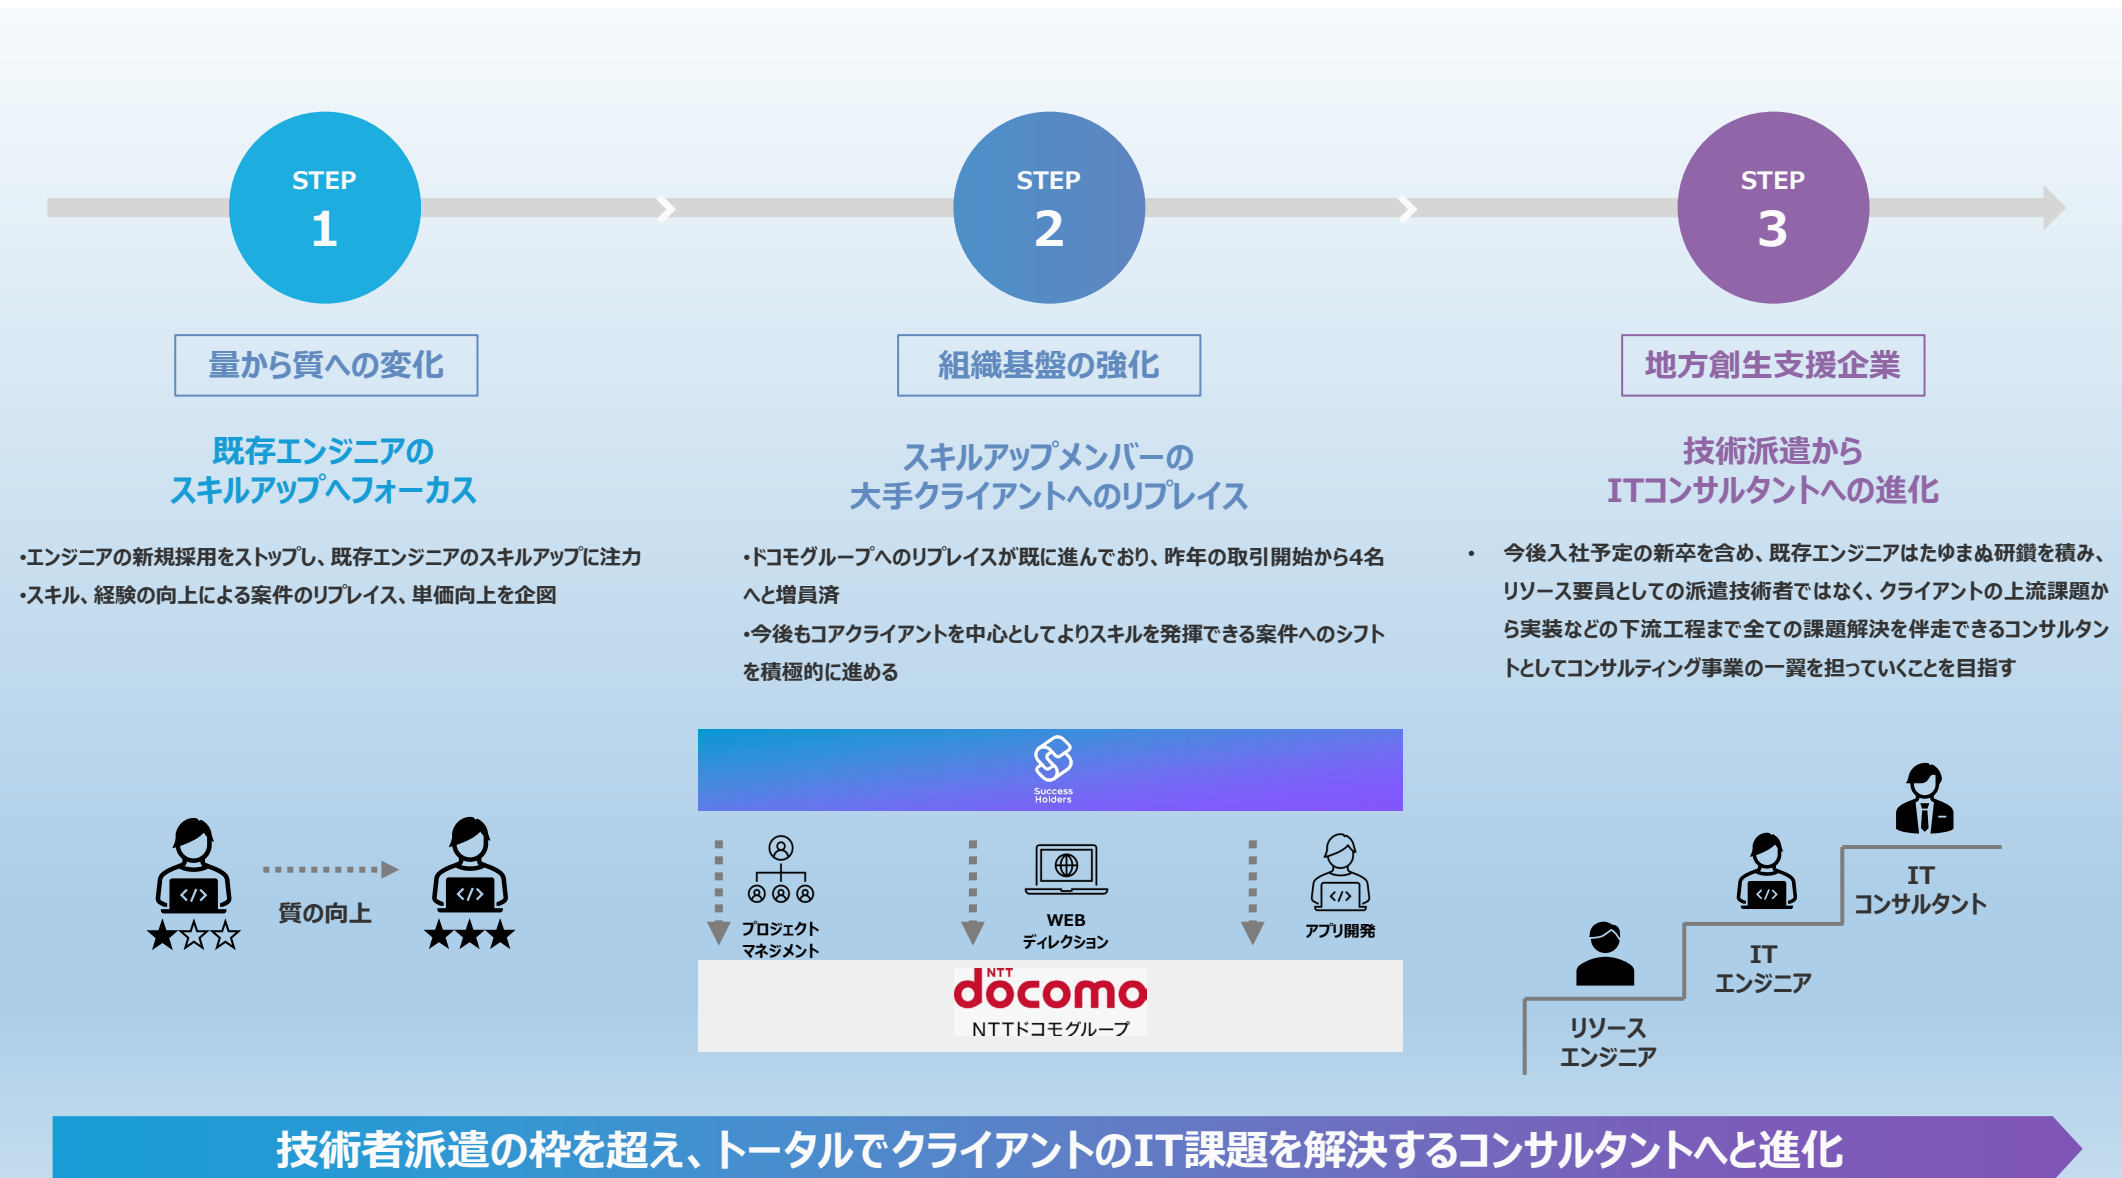 STEP
1
量から質への変化
既存エンジニアの
スキルアップへフォーカス
・エンジニアの新規採用をストップし、既存エンジニアのスキルアップに注力
・スキル、経験の向上による案件のリプレイス、単価向上を企図
</>
</>
質の向上
STEP
2
組織基盤の強化
スキルアップメンバーの
大手クライアントへのリプレイス
・ドコモグループへのリプレイスが既に進んでおり、昨年の取引開始から4名
へと増員済
・今後もコアクライアントを中心としてよりスキルを発揮できる案件へのシフト
を積極的に進める
Success
Holders
プロジェクト
マネジメント
WEB
ディレクション
</>
アプリ開発
NTT
docomo
NTTドコモグループ
STEP
3
地方創生支援企業
技術派遣から
ITコンサルタントへの進化
• 今後入社予定の新卒を含め、既存エンジニアはたゆまぬ研鑽を積み、
リソース要員としての派遣技術者ではなく、クライアントの上流課題か
ら実装などの下流工程まで全ての課題解決を伴走できるコンサルタン
トとしてコンサルティング事業の一翼を担っていくことを目指す
IT
コンサルタント
</>
IT
エンジニア
リソース
エンジニア
技術者派遣の枠を超え、トータルでクライアントのIT課題を解決するコンサルタントへと進化